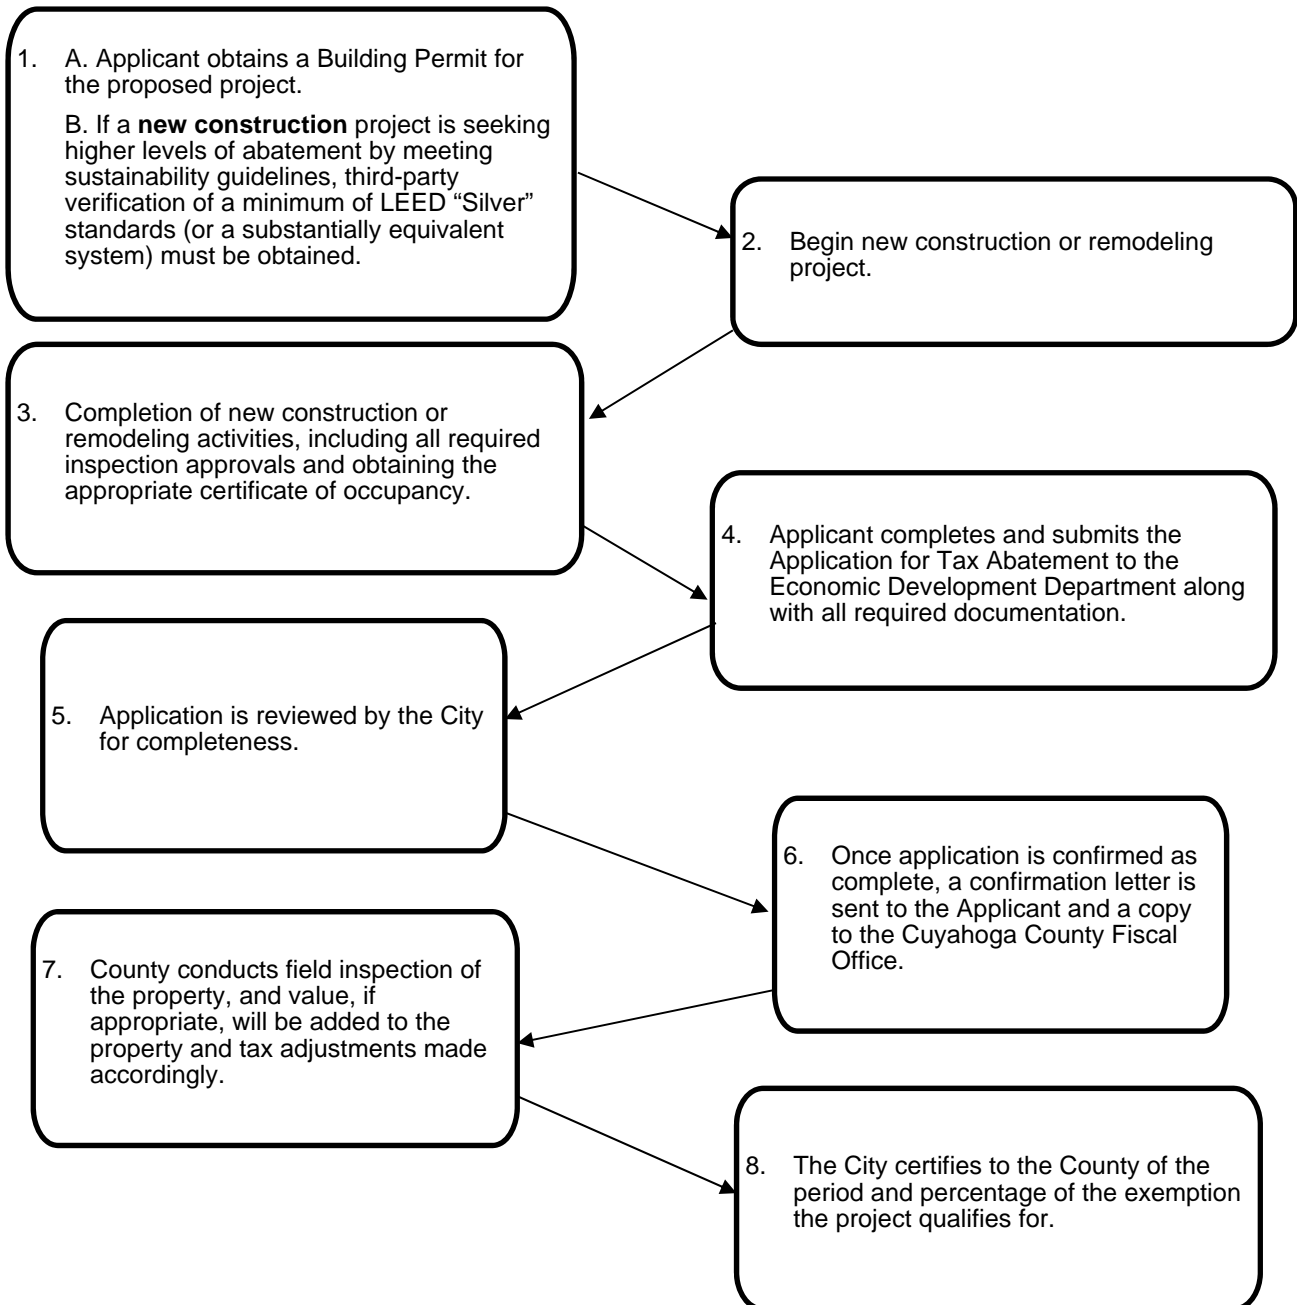 1. A. Applicant obtains a Building Permit for
the proposed project.
B. If a new construction project is seeking
higher levels of abatement by meeting
sustainability guidelines, third-party
verification of a minimum of LEED “Silver”
standards (or a substantially equivalent
system) must be obtained.
2. Begin new construction or remodeling
project.
3. Completion of new construction or
remodeling activities, including all required
inspection approvals and obtaining the
appropriate certificate of occupancy.
4. Applicant completes and submits the
Application for Tax Abatement to the
Economic Development Department along
with all required documentation.
5. Application is reviewed by the City
for completeness.
6. Once application is confirmed as
complete, a confirmation letter is
sent to the Applicant and a copy
to the Cuyahoga County Fiscal
Office.
7. County conducts field inspection of
the property, and value, if
appropriate, will be added to the
property and tax adjustments made
accordingly.
8. The City certifies to the County of the
period and percentage of the exemption
the project qualifies for.